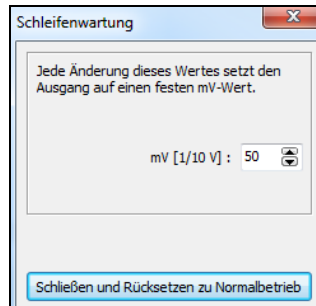 Schleifenwartung
Jede Änderung dieses Wertes setzt den
Ausgang auf einen festen mV-Wert.
mV [1/10 V] : 50
Schließen und Rücksetzen zu Normalbetrieb